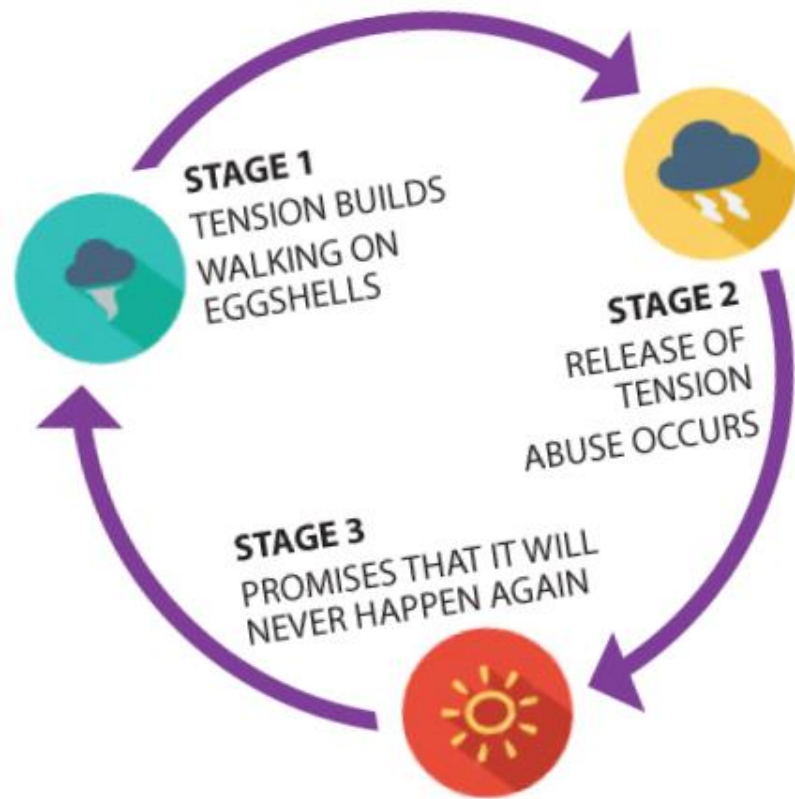 STAGE 1
TENSION BUILDS
WALKING ON
EGGSHELLS
STAGE 2
RELEASE OF
TENSION
ABUSE OCCURS
STAGE 3
PROMISES THAT IT WILL
NEVER HAPPEN AGAIN